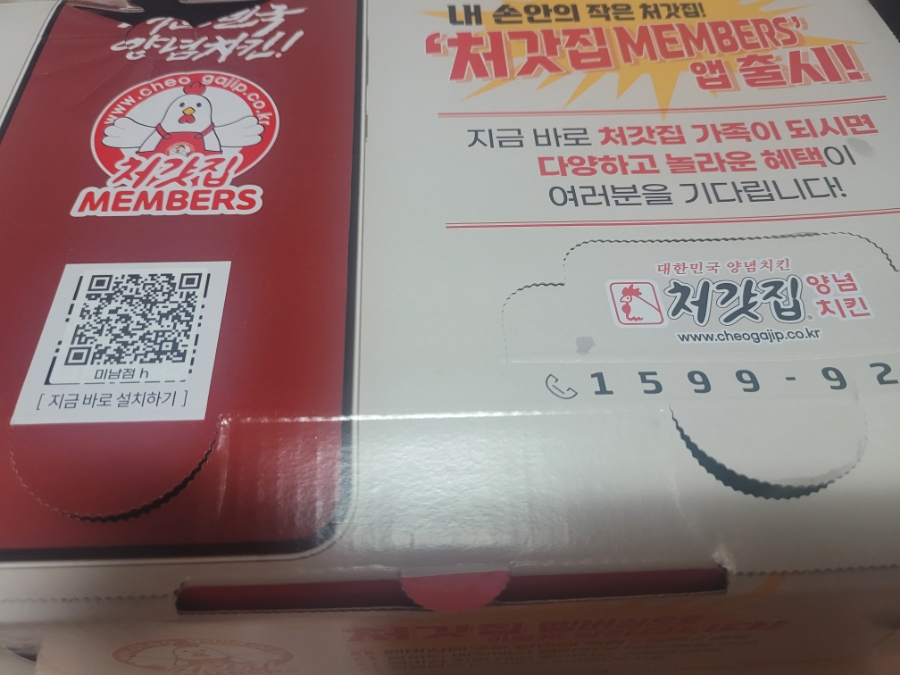 양념치킨!
www.cheogajip.co.kr
처갓집
MEMBERS
미남점 h
[ 지금 바로 설치하기 ]
내 손안의 작은 처갓집!
'처갓집 MEMBERS'
앱 출시!
지금 바로 처갓집 가족이 되시면
다양하고 놀라운 혜택이
여러분을 기다립니다!
대한민국 양념치킨
처갓집 양념
치킨
www.cheogajip.co.kr
1599-92